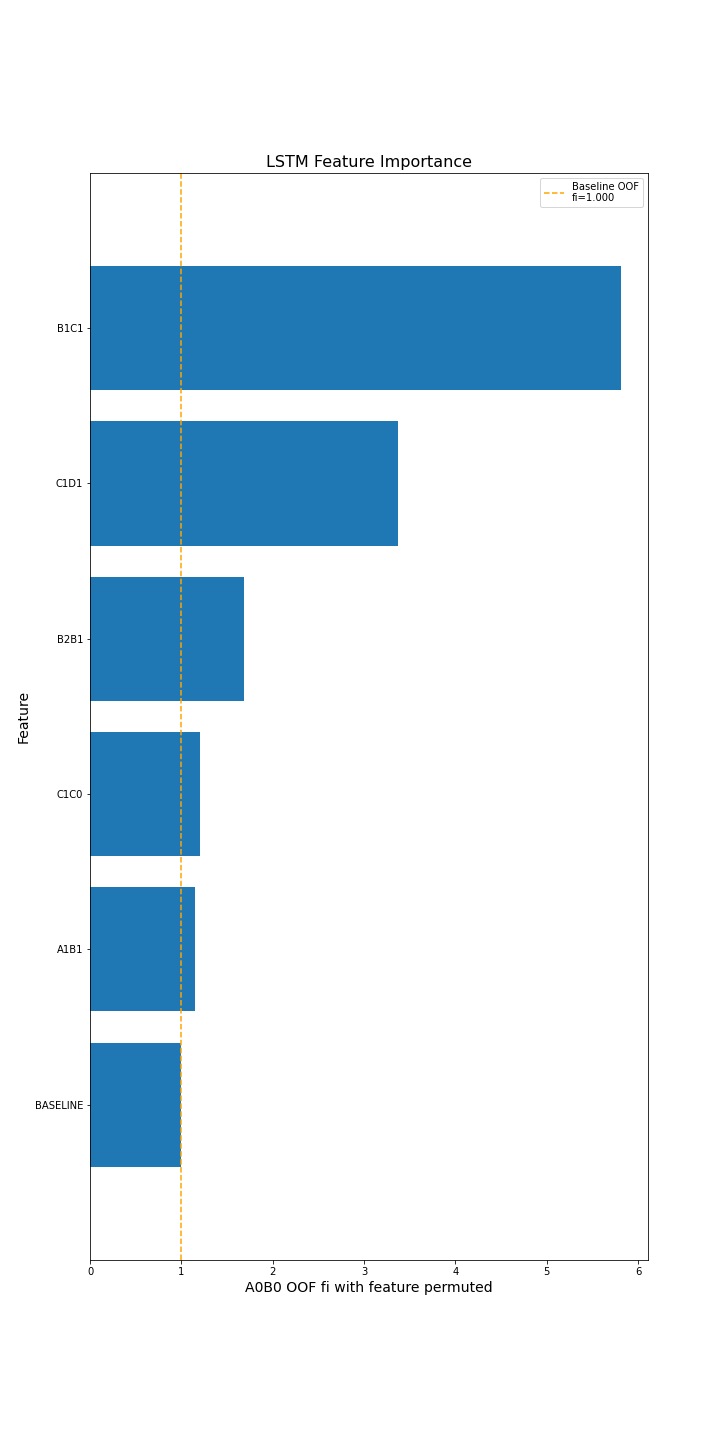 LSTM Feature Importance
Baseline OOF
fi=1.000
B1C1
C1D1
B2B1
C1C0
A1B1
BASELINE
Feature
0 1 2 3 4 5 6
A0B0 OOF fi with feature permuted